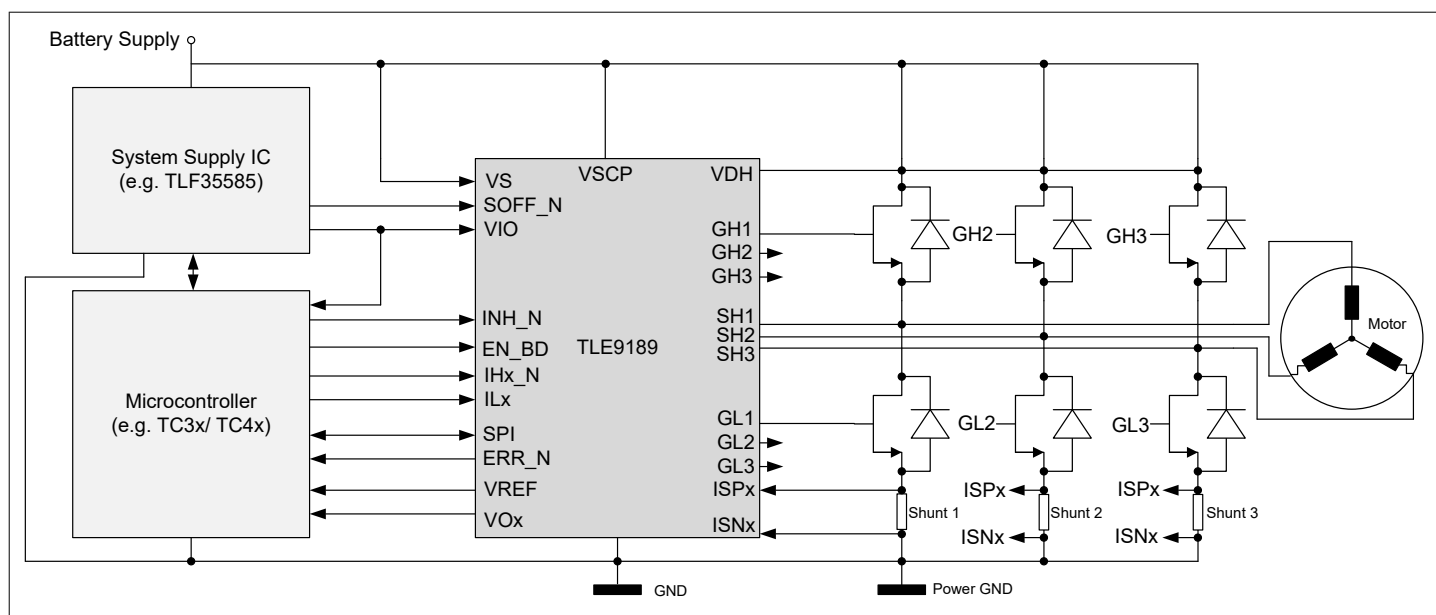 Battery Supply
System Supply IC
(e.g. TLF35585)
Microcontroller
(e.g. TC3x/ TC4x)
VS
SOFF_N
VIO
INH_N
EN_BD
IHx_N
ILx
SPI
ERR_N
VREF
VOx
VSCP
TLE9189
VDH
GH1
GH2
GH3
SH1
SH2
SH3
GL1
GL2
GL3
ISPx
ISNx
GH2
GH3
GL2
GL3
ISPx
ISPx
Shunt 1
Shunt 2
Shunt 3
ISNx
ISNx
Motor
GND
Power GND